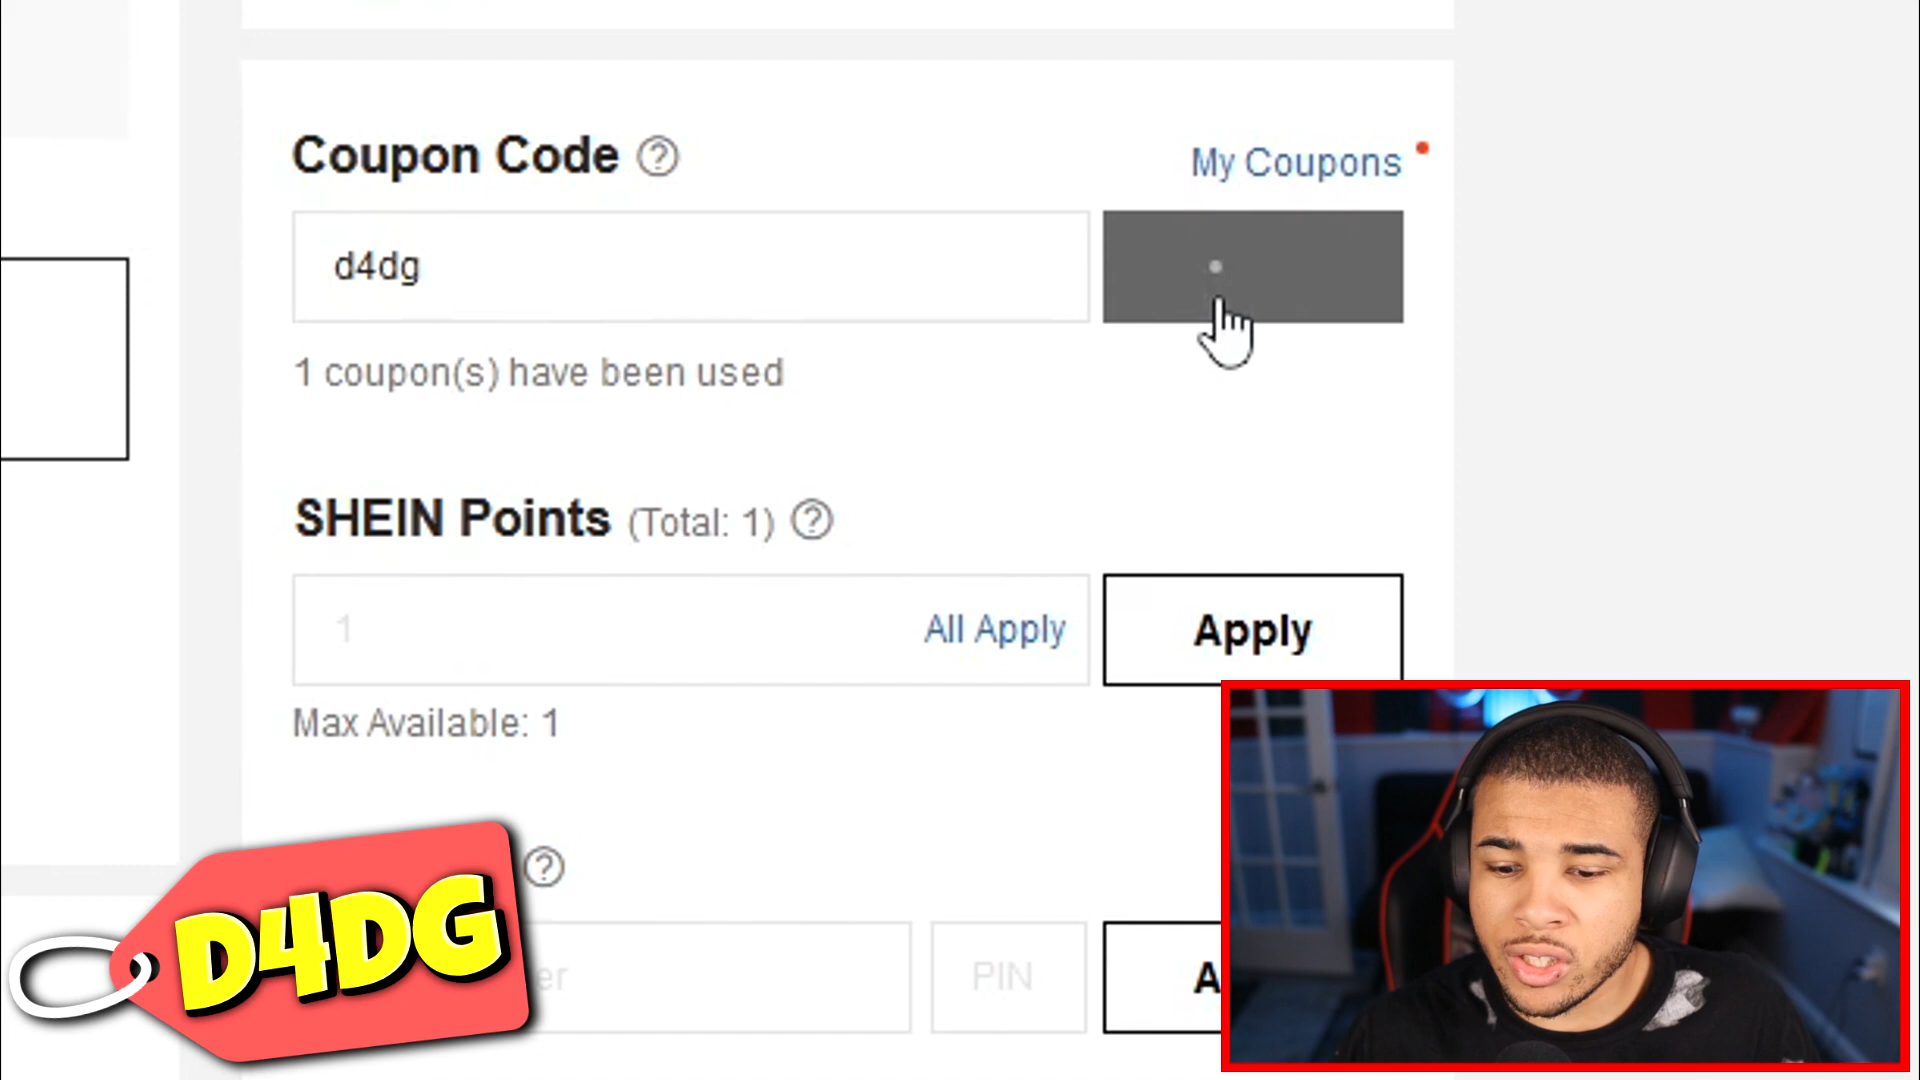 Coupon Code ?
My Coupons
d4dg
1 coupon(s) have been used
SHEIN Points (Total: 1) ?
1
All Apply
Apply
Max Available: 1
?
D4DG
er
PIN
A